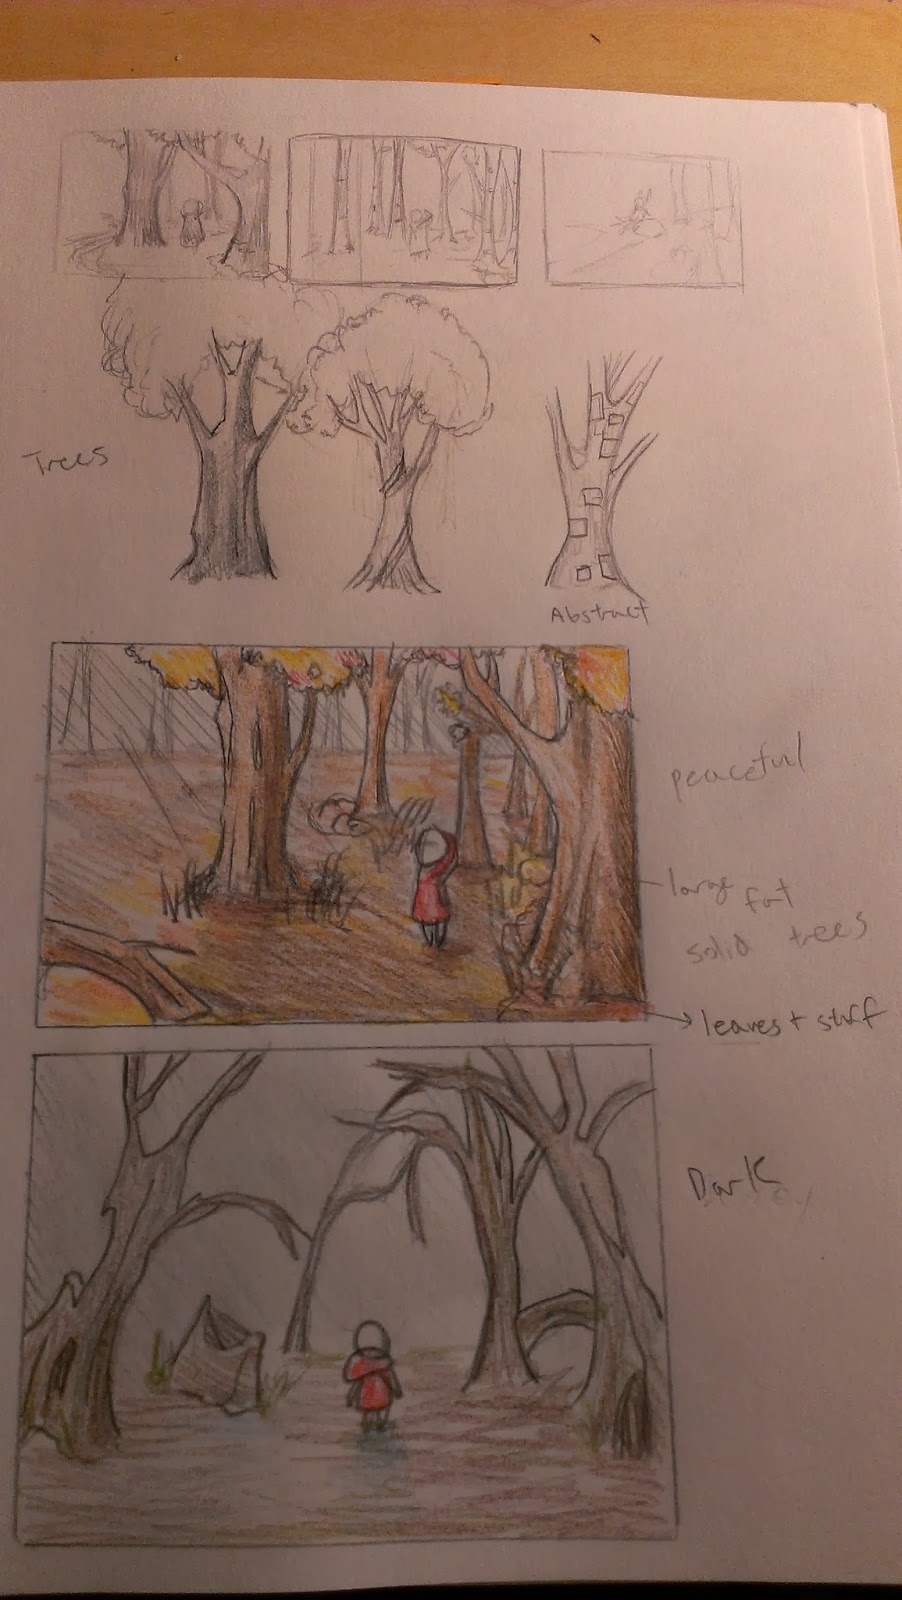 Trees
Abstract
peaceful
large fat
solid trees
leaves + stuff
Dark